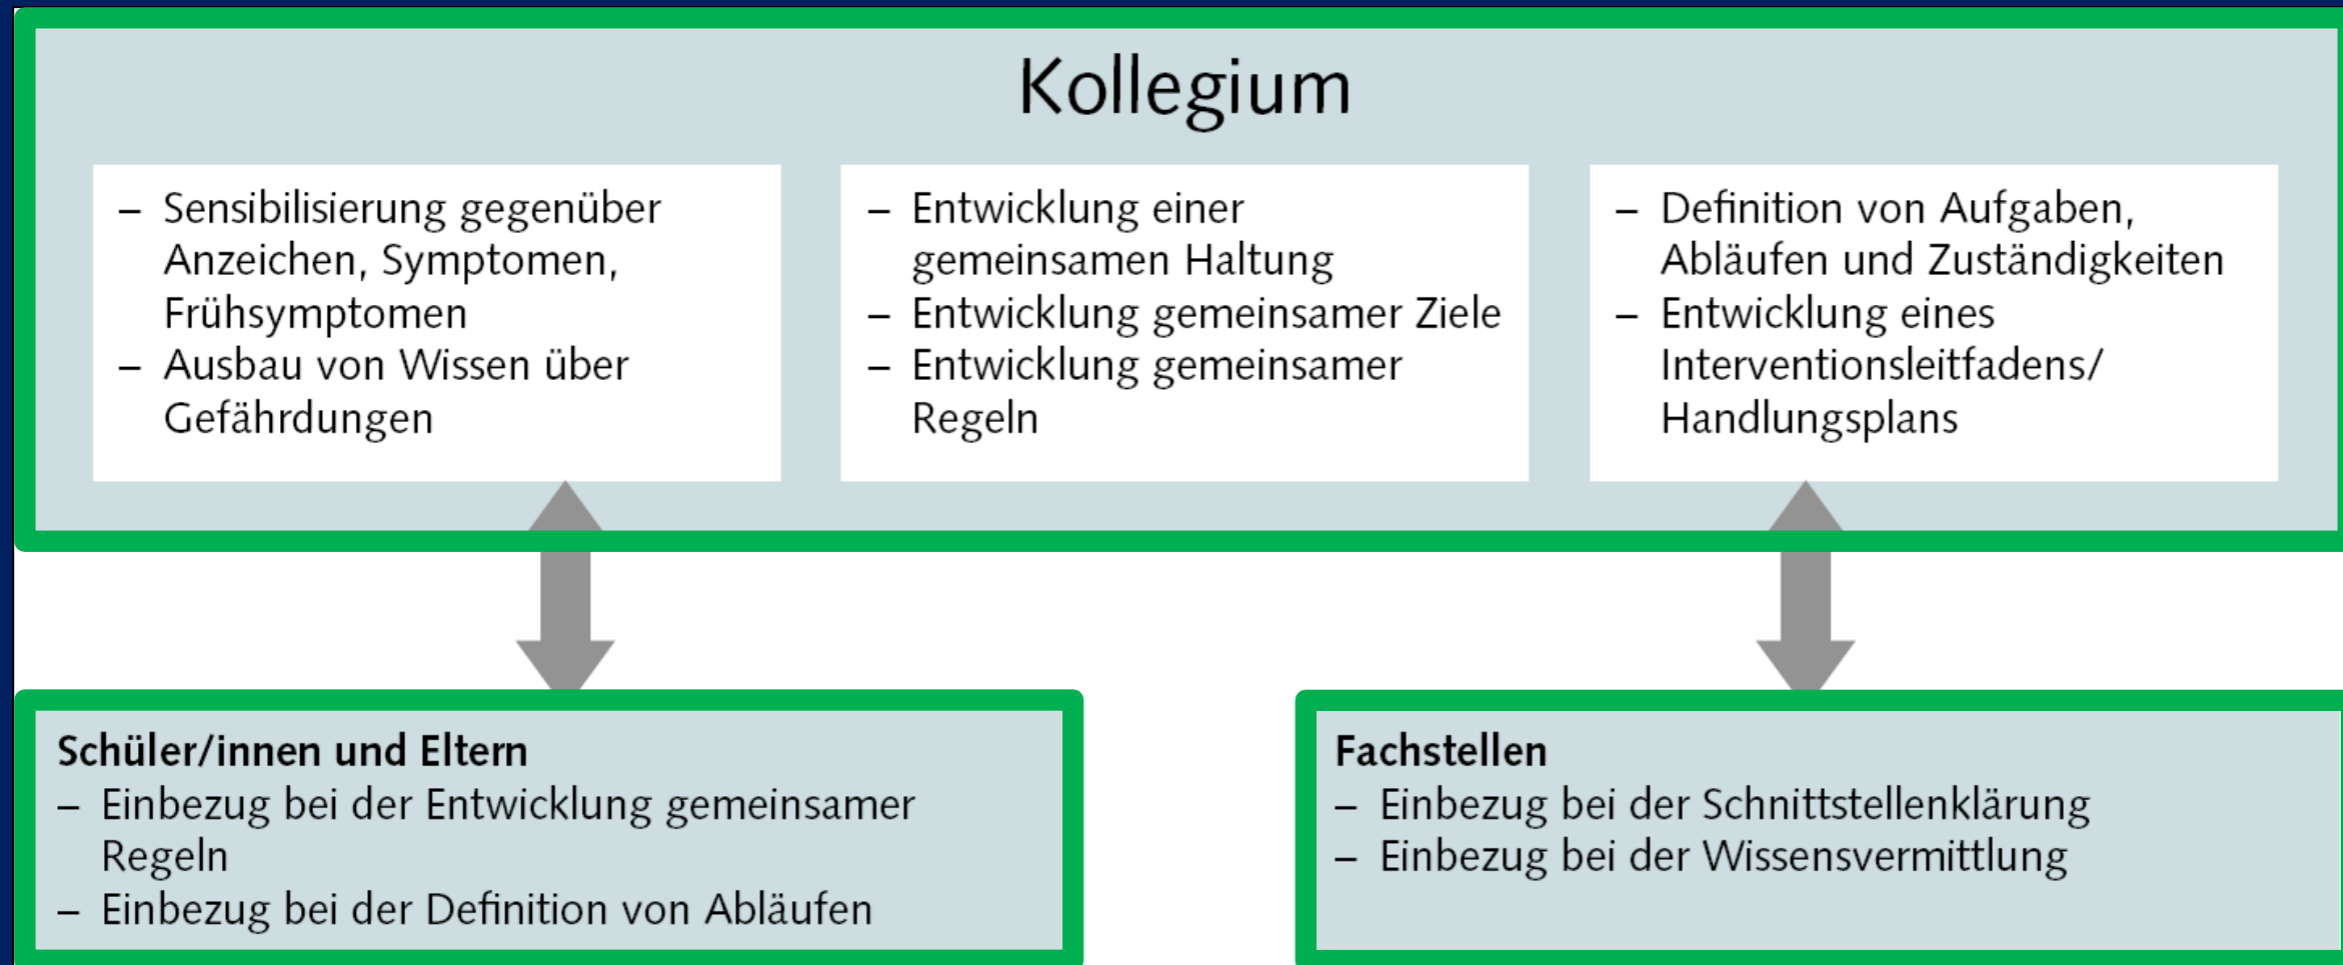 Kollegium
– Sensibilisierung gegenüber
Anzeichen, Symptomen,
Frühsymptomen
– Ausbau von Wissen über
Gefährdungen
– Entwicklung einer
gemeinsamen Haltung
– Entwicklung gemeinsamer Ziele
– Entwicklung gemeinsamer
Regeln
– Definition von Aufgaben,
Abläufen und Zuständigkeiten
– Entwicklung eines
Interventionsleitfadens/
Handlungsplans
Schüler/innen und Eltern
– Einbezug bei der Entwicklung gemeinsamer
Regeln
– Einbezug bei der Definition von Abläufen
Fachstellen
– Einbezug bei der Schnittstellenklärung
– Einbezug bei der Wissensvermittlung